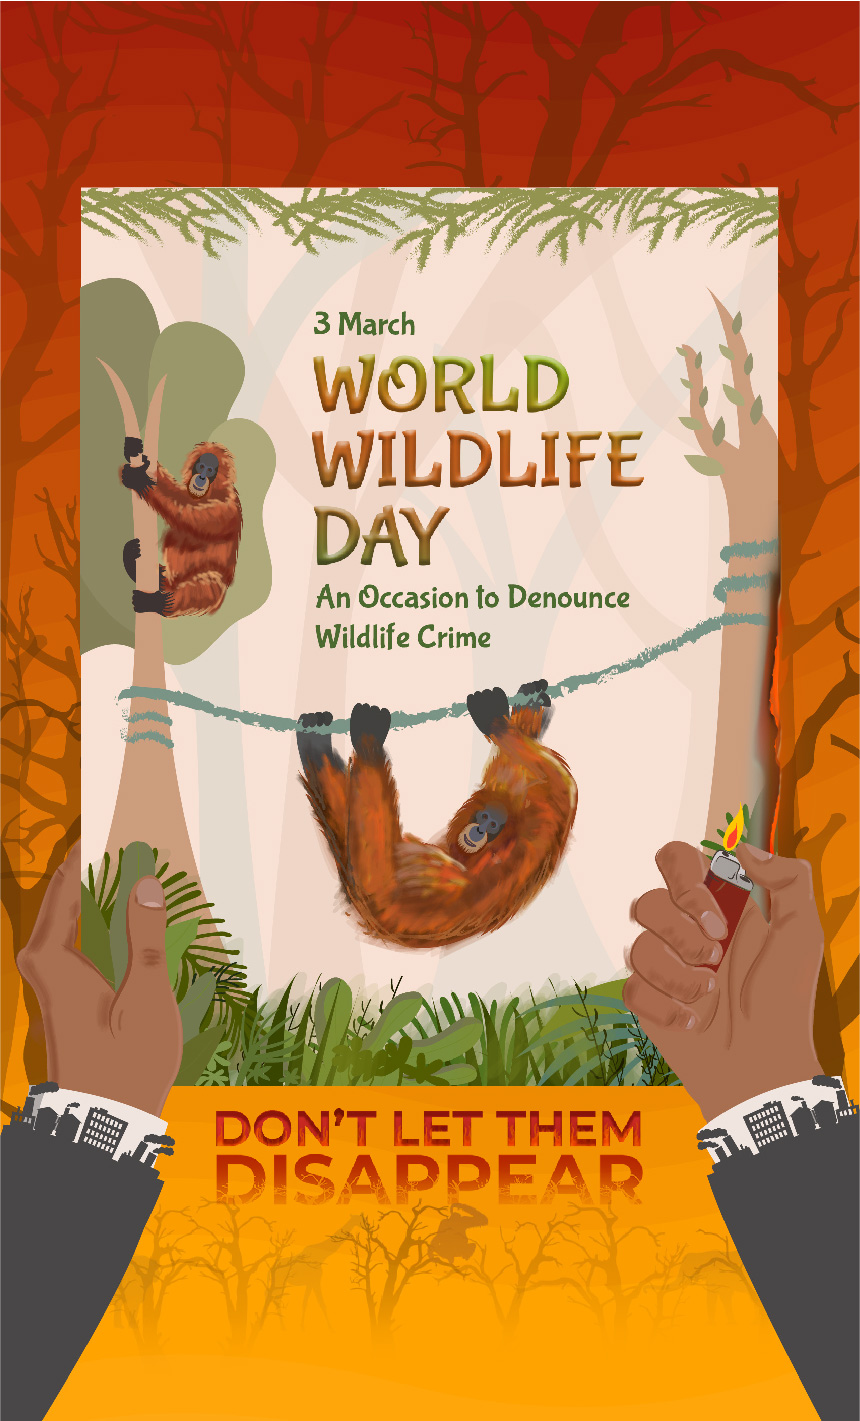 3 March
WORLD
WILDLIFE
DAY
An Occasion to Denounce
Wildlife Crime
DON'T LET THEM
DISAPPEAR